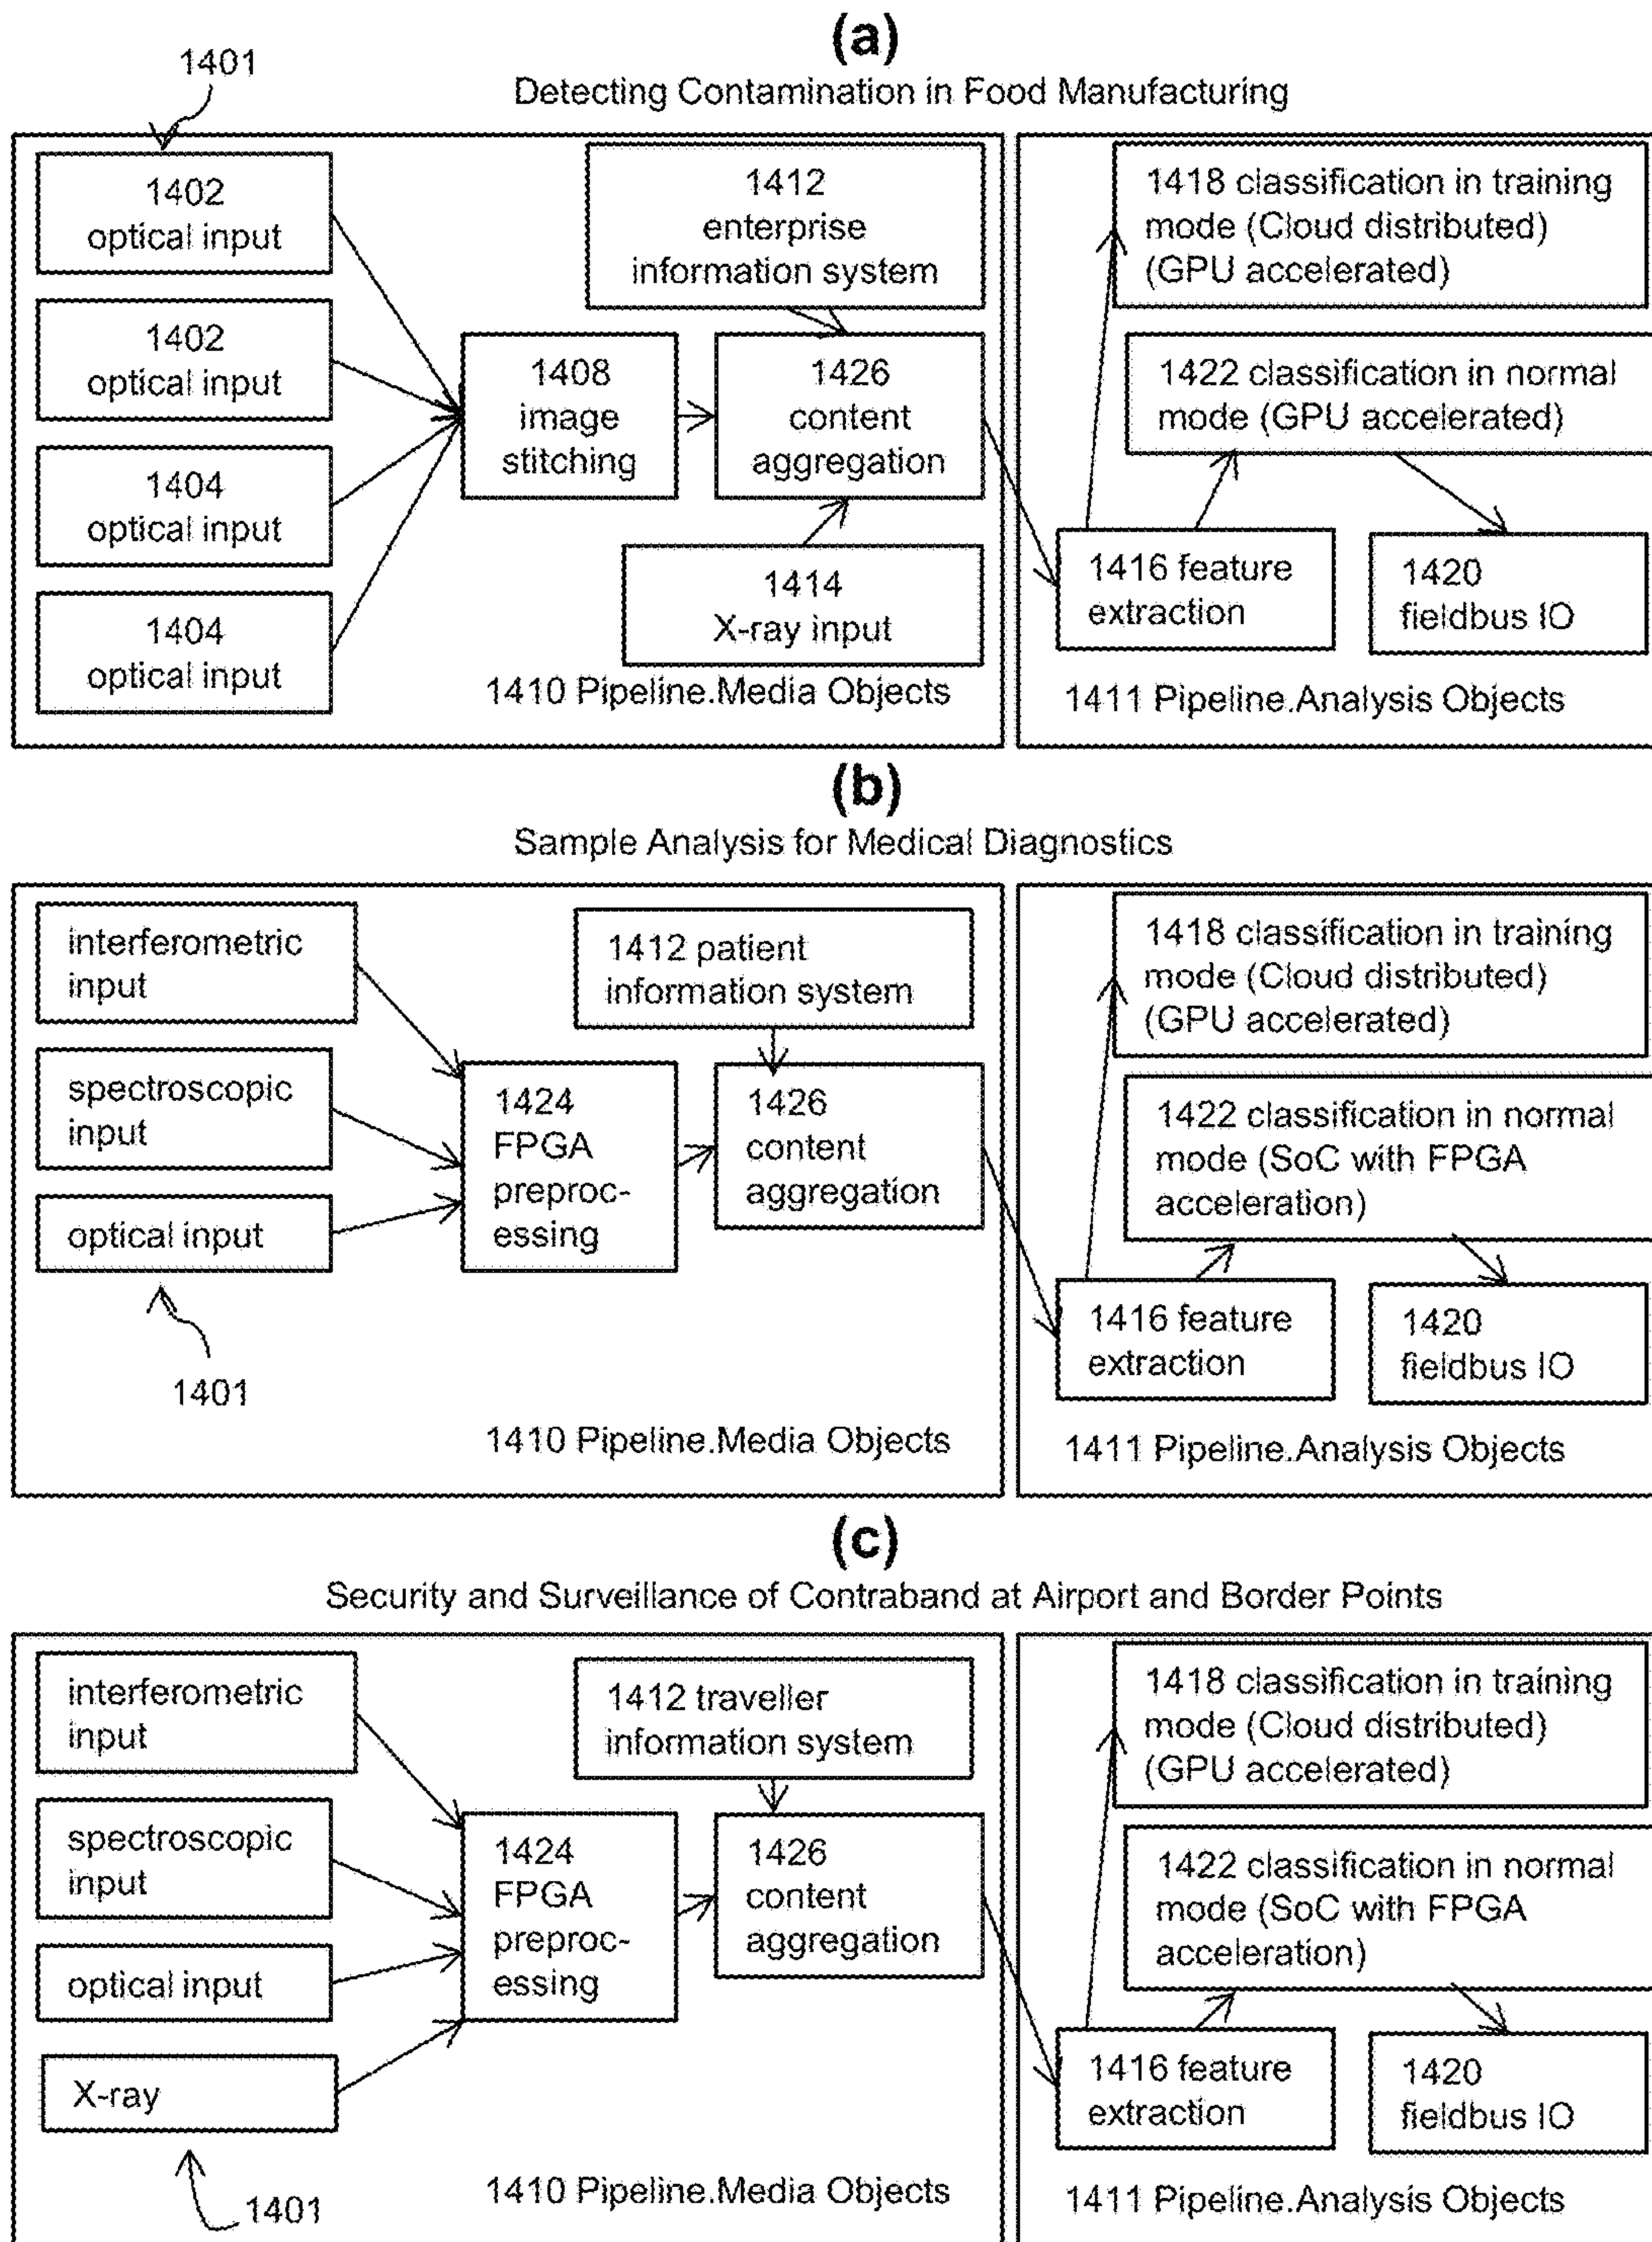 (a)
1401
Detecting Contamination in Food Manufacturing
1402
optical input
1402
optical input
1404
optical input
1404
optical input
1408
image
stitching
1412
enterprise
information system
1426
content
aggregation
1414
X-ray input
1410 Pipeline.Media Objects
1418 classification in training
mode (Cloud distributed)
(GPU accelerated)
1422 classification in normal
mode (GPU accelerated)
1416 feature
extraction
1420
fieldbus IO
1411 Pipeline.Analysis Objects
(b)
Sample Analysis for Medical Diagnostics
interferometric
input
spectroscopic
input
optical input
1401
1424
FPGA
preproc-
essing
1412 patient
information system
1426
content
aggregation
1410 Pipeline.Media Objects
1418 classification in training
mode (Cloud distributed)
(GPU accelerated)
1422 classification in normal
mode (SoC with FPGA
acceleration)
1416 feature
extraction
1420
fieldbus IO
1411 Pipeline.Analysis Objects
(c)
Security and Surveillance of Contraband at Airport and Border Points
interferometric
input
spectroscopic
input
optical input
X-ray
1401
1424
FPGA
preproc-
essing
1412 traveller
information system
1426
content
aggregation
1410 Pipeline.Media Objects
1418 classification in training
mode (Cloud distributed)
(GPU accelerated)
1422 classification in normal
mode (SoC with FPGA
acceleration)
1416 feature
extraction
1420
fieldbus IO
1411 Pipeline.Analysis Objects